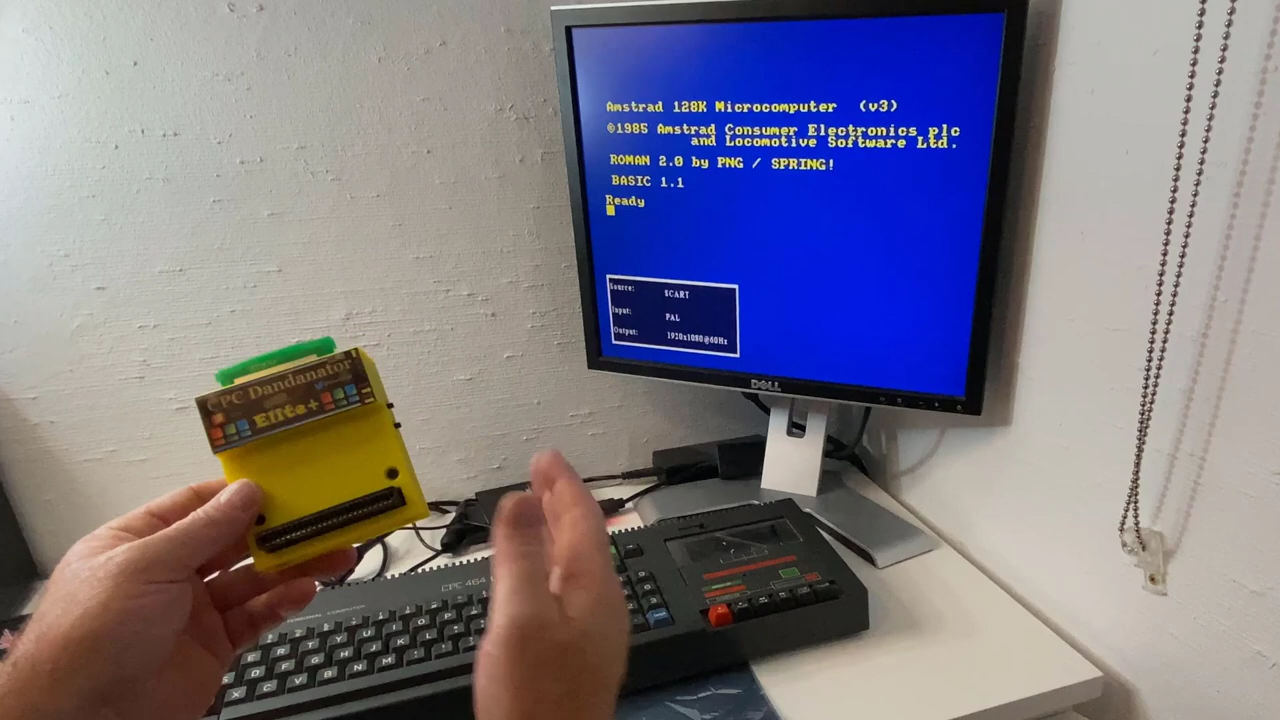 Amstrad 128K Microcomputer (v3)
©1985 Amstrad Consumer Electronics plc
and Locomotive Software Ltd.
ROMAN 2.0 by PNG / SPRING!
BASIC 1.1
Ready
Source: SCART
Input: PAL
Output: 1920x1080@60Hz
DELL
CPC Dandanator!
Elite+
CPC 464
E R T Y U I O
S D F G H J K
X C V B N M